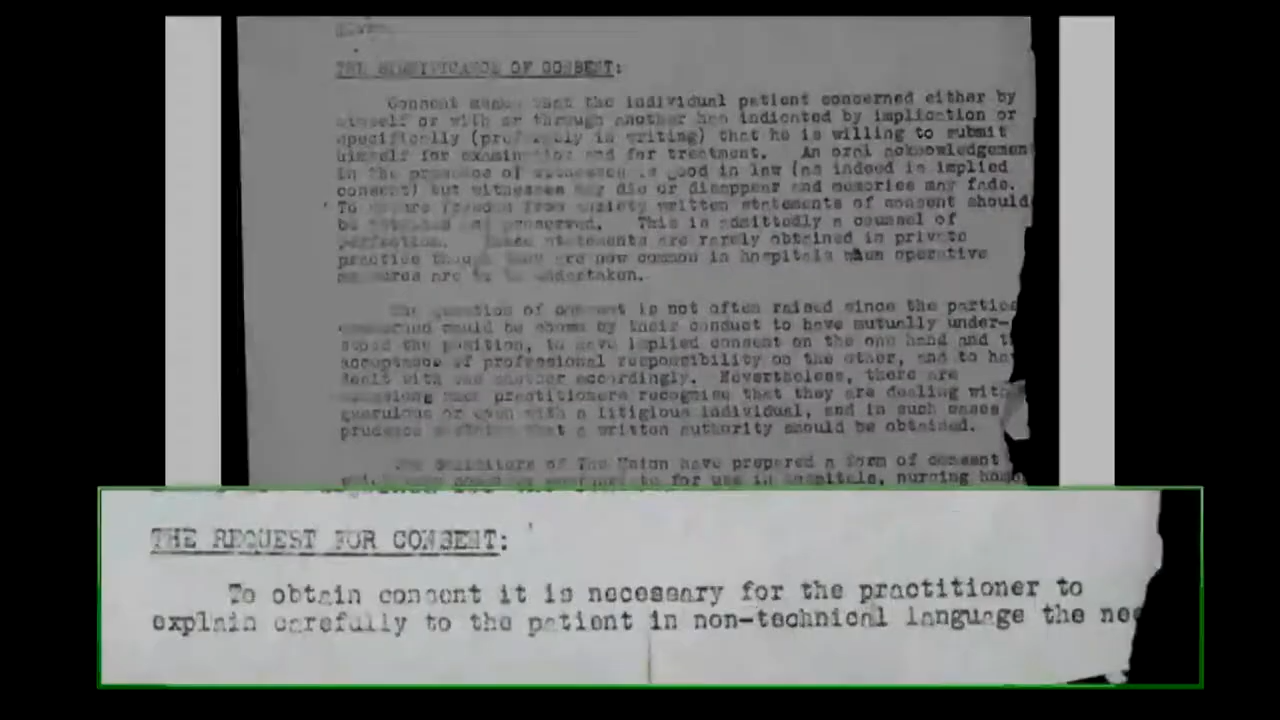 THE SIGNIFICANCE OF CONSENT:
Consent means that the individual patient concerned either by
himself or with or through another has indicated by implication or
specifically (preferably in writing) that he is willing to submit
himself for examination and for treatment. An oral acknowledgement
in the presence of witnesses is good in law (as indeed is implied
consent) but witnesses may die or disappear and memories may fade.
To ensure freedom from anxiety written statements of consent should
be obtained and preserved. This is admittedly a counsel of
perfection. These statements are rarely obtained in private
practice though they are now common in hospitals when operative
measures are to be undertaken.
The question of consent is not often raised since the parties
concerned would be shown by their conduct to have mutually under-
stood the position, to have implied consent on the one hand and
acceptance of professional responsibility on the other, and to ha
dealt with one another accordingly. Nevertheless, there are
occasions when practitioners recognise that they are dealing with
querulous or even with a litigious individual, and in such cases
prudence that a written authority should be obtained.
The Solicitors of The Union have prepared a form of consent
for use in hospitals, nursing home
THE REQUEST FOR CONSENT:
To obtain consent it is necessary for the practitioner to
explain carefully to the patient in non-technical language the